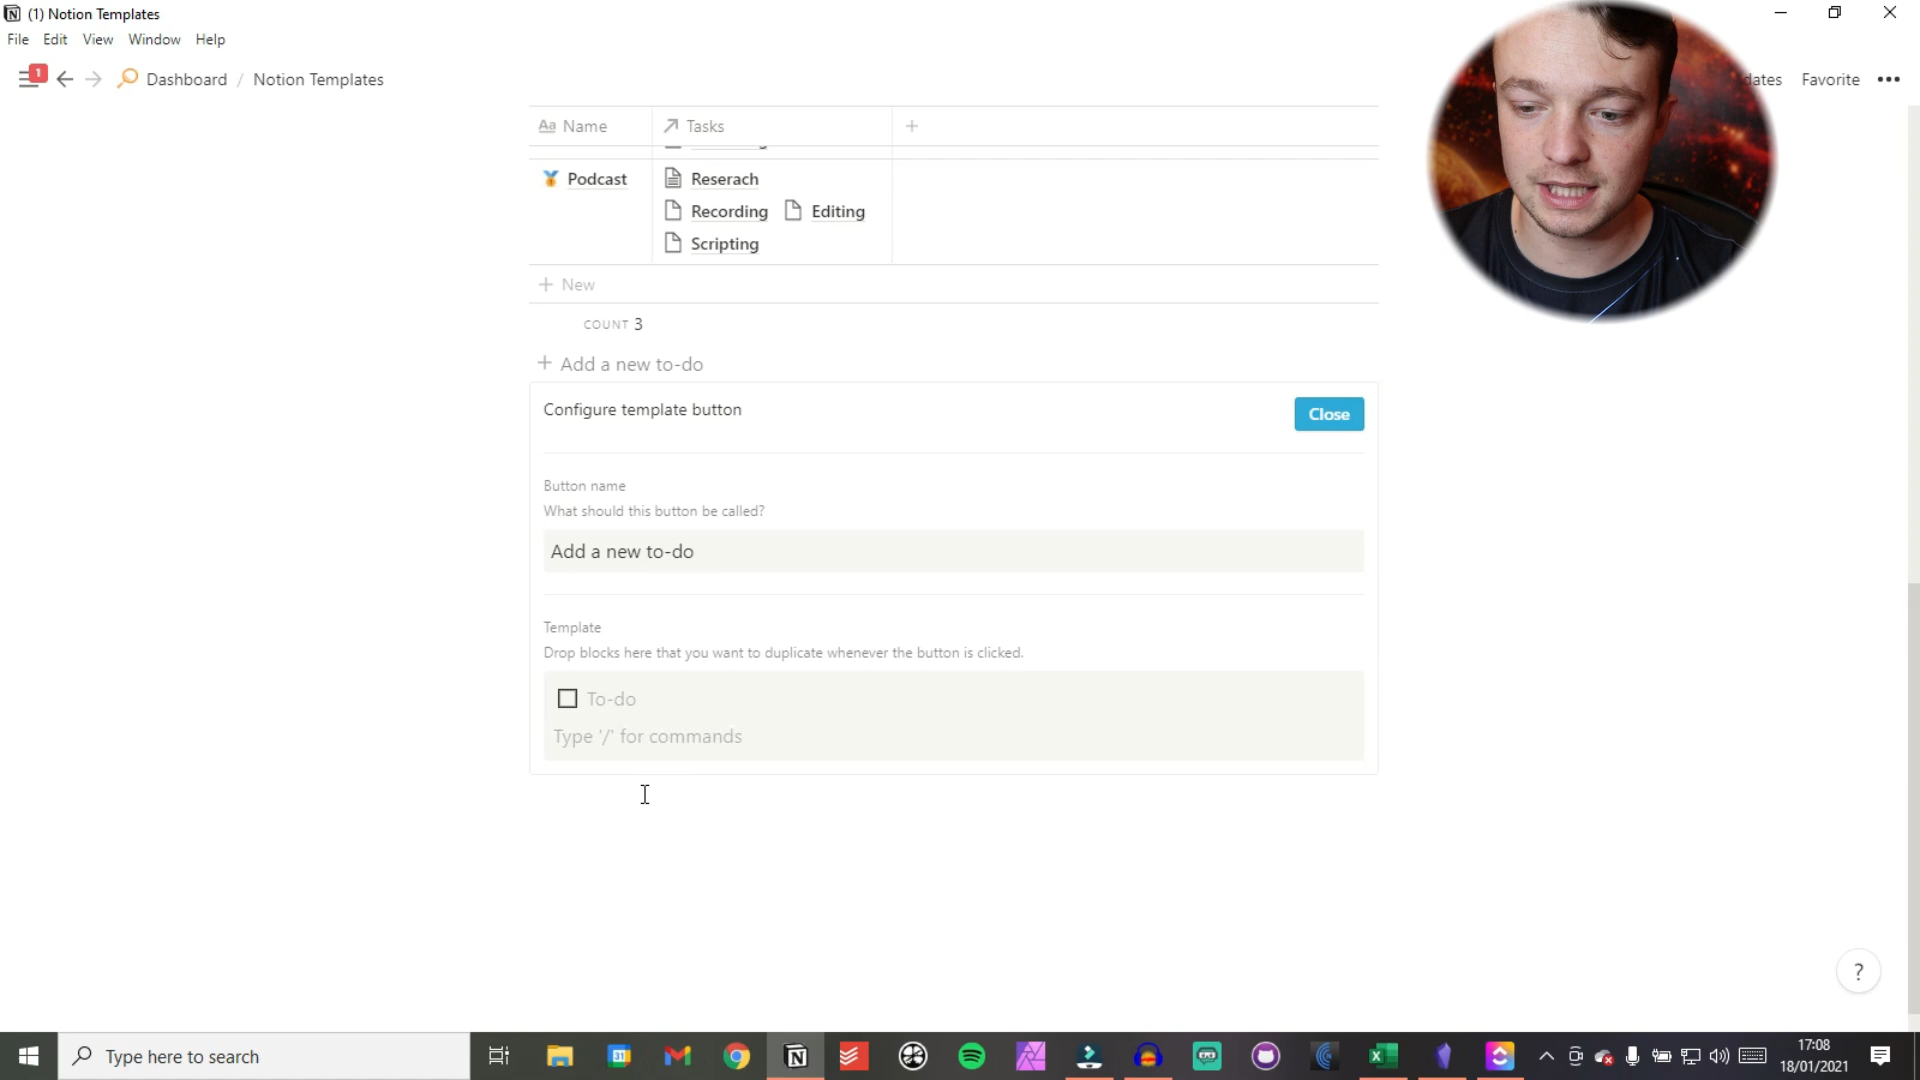 (1) Notion Templates
File Edit View Window Help
1 Dashboard / Notion Templates
dates Favorite •••
Aa Name Tasks +
Podcast Reserach
Recording Editing
Scripting
+ New
COUNT 3
+ Add a new to-do
Configure template button Close
Button name
What should this button be called?
Add a new to-do
Template
Drop blocks here that you want to duplicate whenever the button is clicked.
To-do
Type '/' for commands
?
Type here to search 31 17:08
18/01/2021